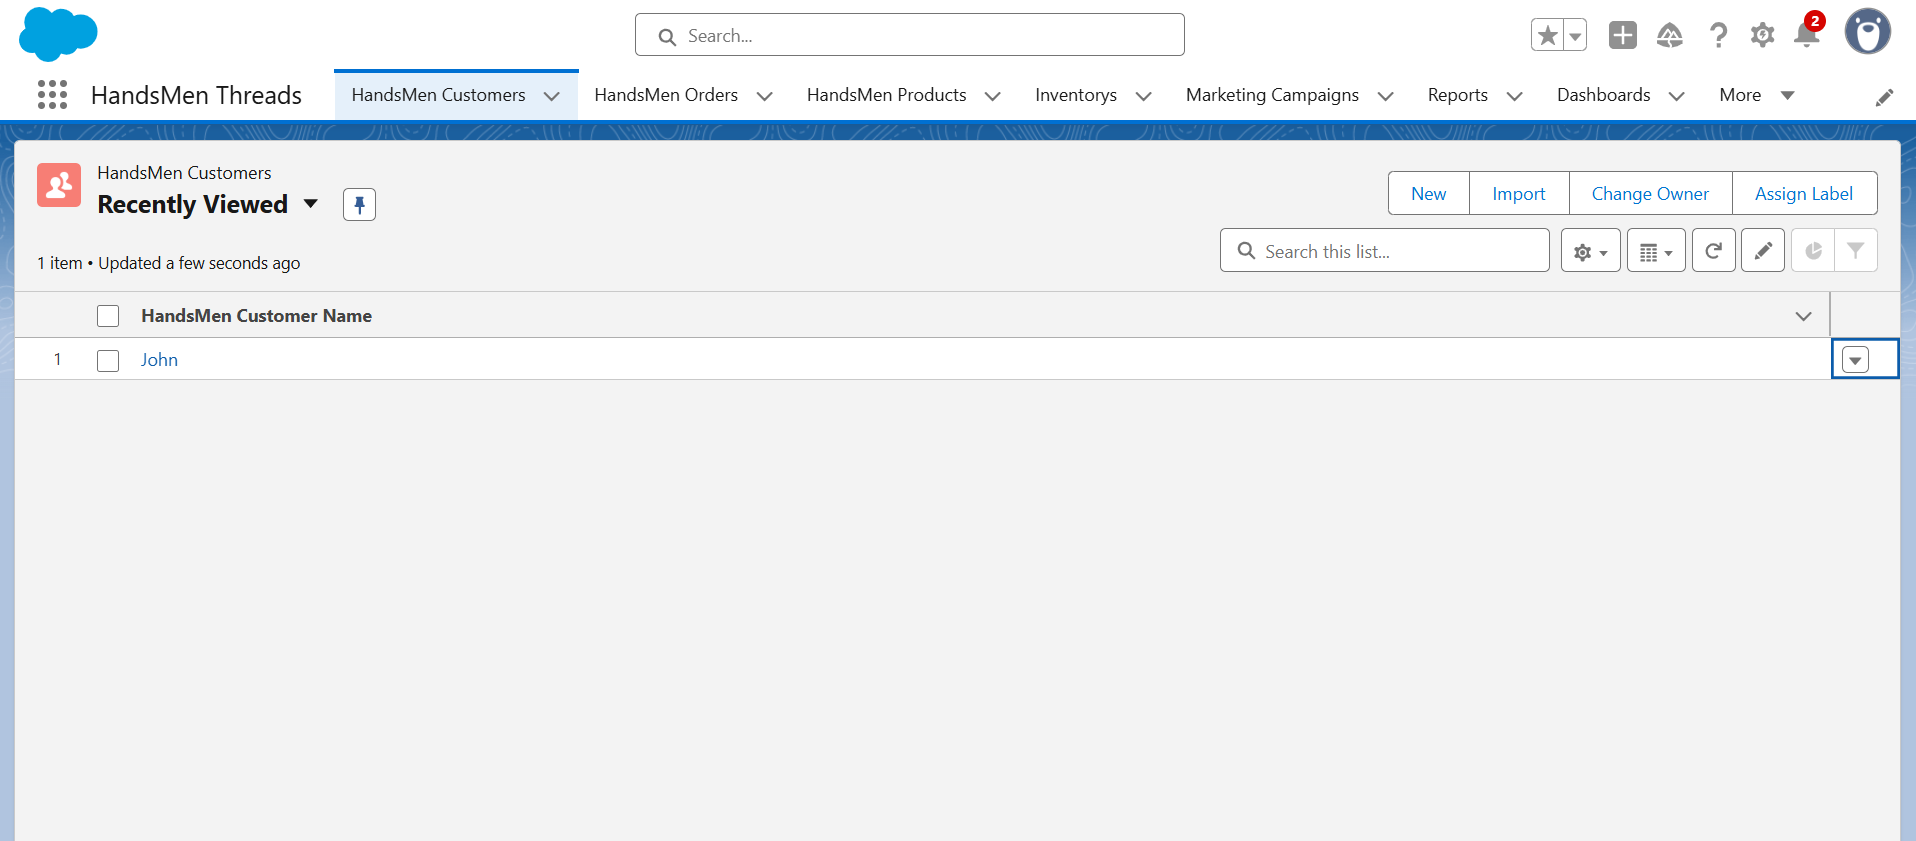 Search...
2
HandsMen Threads
HandsMen Customers
HandsMen Orders
HandsMen Products
Inventorys
Marketing Campaigns
Reports
Dashboards
More
HandsMen Customers
Recently Viewed
New
Import
Change Owner
Assign Label
1 item • Updated a few seconds ago
Search this list...
HandsMen Customer Name
1
John